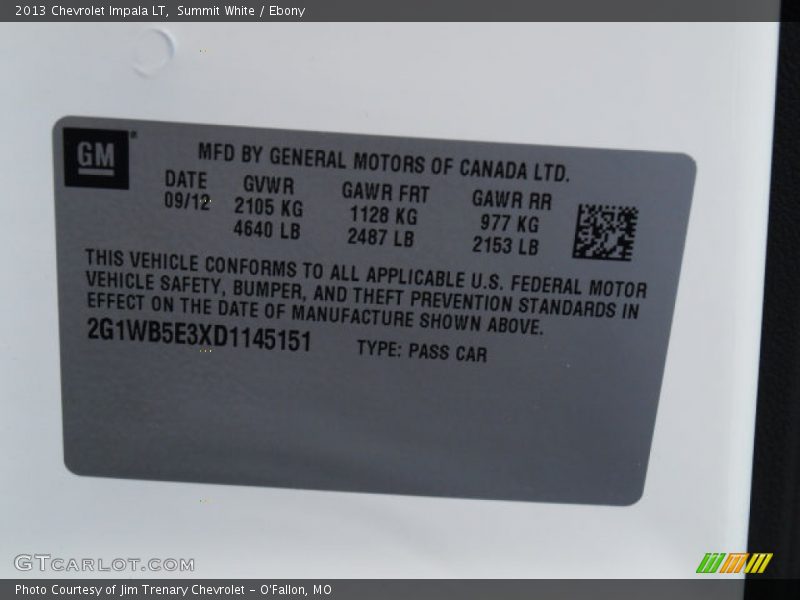 2013 Chevrolet Impala LT, Summit White / Ebony
GM
MFD BY GENERAL MOTORS OF CANADA LTD.
DATE GVWR GAWR FRT GAWR RR
09/12 2105 KG 1128 KG 977 KG
4640 LB 2487 LB 2153 LB
THIS VEHICLE CONFORMS TO ALL APPLICABLE U.S. FEDERAL MOTOR
VEHICLE SAFETY, BUMPER, AND THEFT PREVENTION STANDARDS IN
EFFECT ON THE DATE OF MANUFACTURE SHOWN ABOVE.
2G1WB5E3XD1145151 TYPE: PASS CAR
GTCARLOT.COM
Photo Courtesy of Jim Trenary Chevrolet - O'Fallon, MO